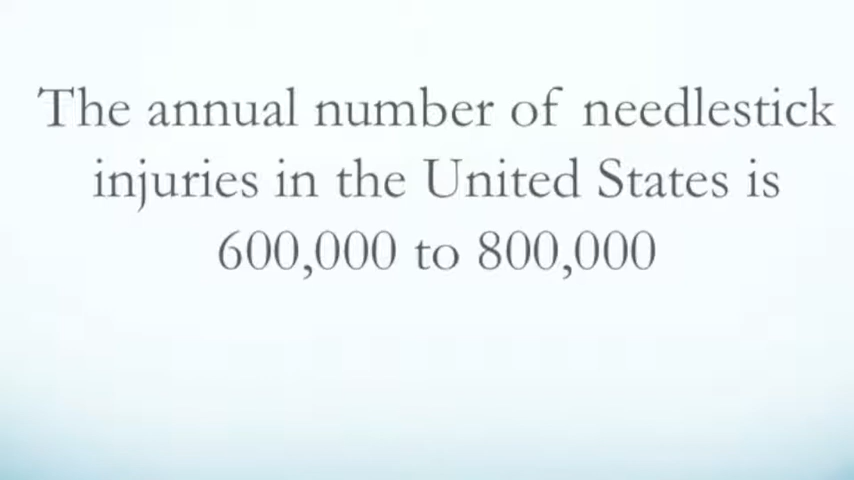 The annual number of needlestick
injuries in the United States is
600,000 to 800,000